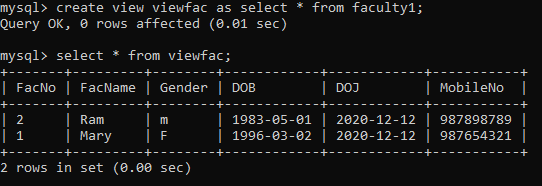 mysql> create view viewfac as select * from faculty1;
Query OK, 0 rows affected (0.01 sec)
mysql> select * from viewfac;
+-------+---------+--------+------------+------------+-----------+
| FacNo | FacName | Gender | DOB        | DOJ        | MobileNo  |
+-------+---------+--------+------------+------------+-----------+
| 2     | Ram     | m      | 1983-05-01 | 2020-12-12 | 987898789 |
| 1     | Mary    | F      | 1996-03-02 | 2020-12-12 | 987654321 |
+-------+---------+--------+------------+------------+-----------+
2 rows in set (0.00 sec)